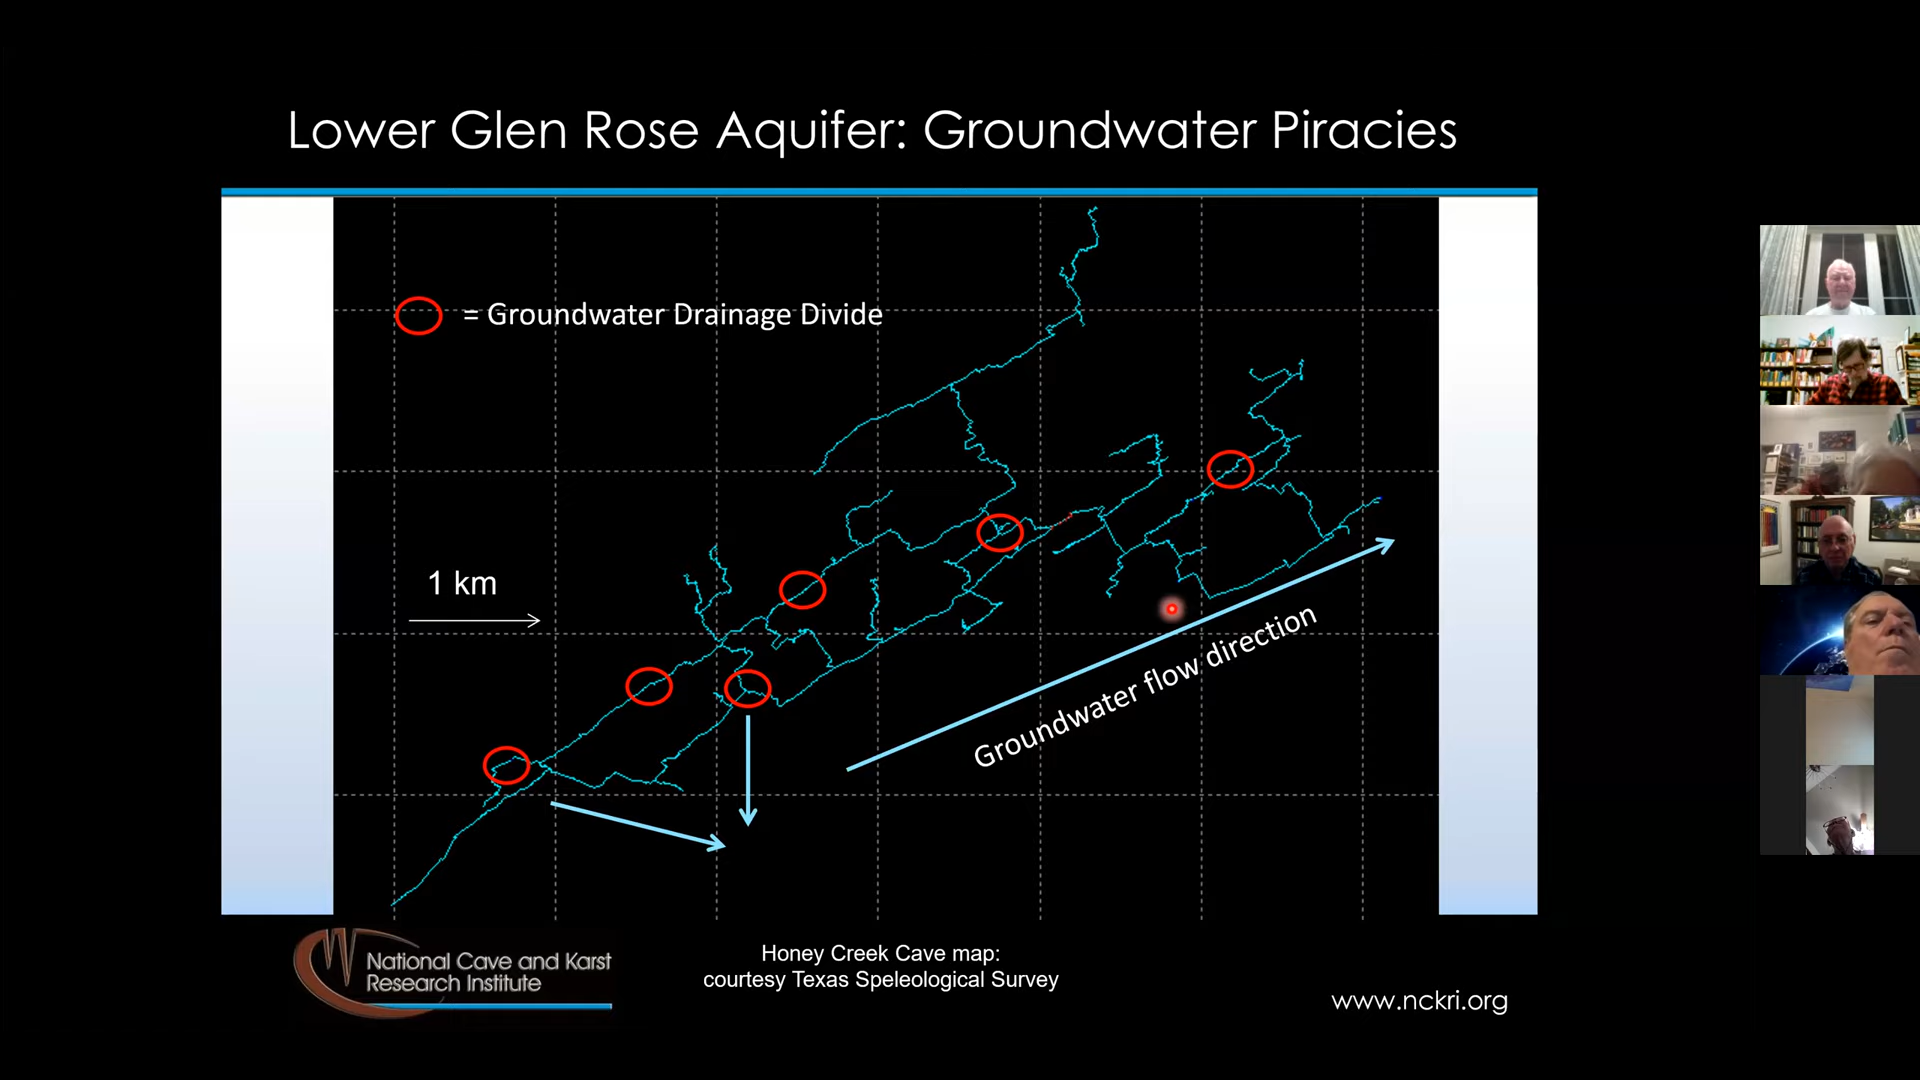 Lower Glen Rose Aquifer: Groundwater Piracies
= Groundwater Drainage Divide
1 km
Groundwater flow direction
National Cave and Karst
Research Institute
Honey Creek Cave map:
courtesy Texas Speleological Survey
www.nckri.org